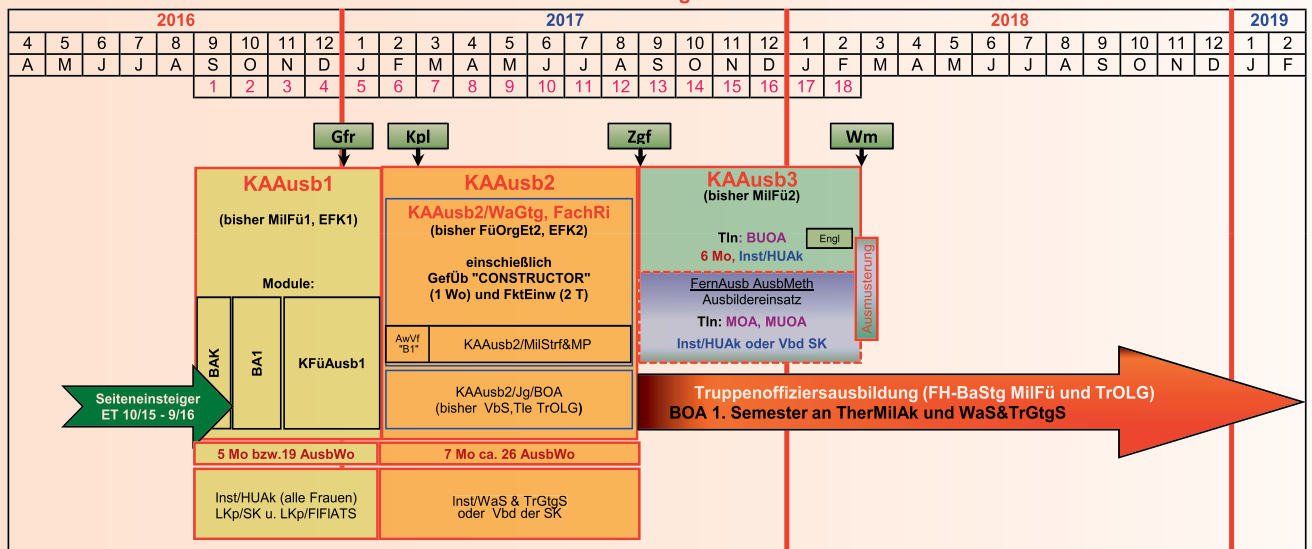 2016 2017 2018 2019
4 5 6 7 8 9 10 11 12 1 2 3 4 5 6 7 8 9 10 11 12 1 2 3 4 5 6 7 8 9 10 11 12 1 2
A M J J A S O N D J F M A M J J A S O N D J F M A M J J A S O N D J F
1 2 3 4 5 6 7 8 9 10 11 12 13 14 15 16 17 18
Gfr
Kpl
Zgf
Wm
KAAusb1
(bisher MilFü1, EFK1)
Module:
BAK
BA1
KFüAusb1
Seiteneinsteiger
ET 10/15 - 9/16
5 Mo bzw.19 AusbWo
Inst/HUAk (alle Frauen)
LKp/SK u. LKp/FlFlATS
KAAusb2
KAAusb2/WaGtg, FachRi
(bisher FüOrgEt2, EFK2)
einschießlich
GefÜb "CONSTRUCTOR"
(1 Wo) und FktEinw (2 T)
AwVf
"B1"
KAAusb2/MilStrf&MP
KAAusb2/Jg/BOA
(bisher VbS,Tle TrOLG)
7 Mo ca. 26 AusbWo
Inst/WaS & TrGtgS
oder Vbd der SK
KAAusb3
(bisher MilFü2)
Tln: BUOA
Engl
6 Mo, Inst/HUAk
FernAusb AusbMeth
Ausbildereinsatz
Tln: MOA, MUOA
Inst/HUAk oder Vbd SK
Ausmusterung
Truppenoffiziersausbildung (FH-BaStg MilFü und TrOLG)
BOA 1. Semester an TherMilAk und WaS&TrGtgS